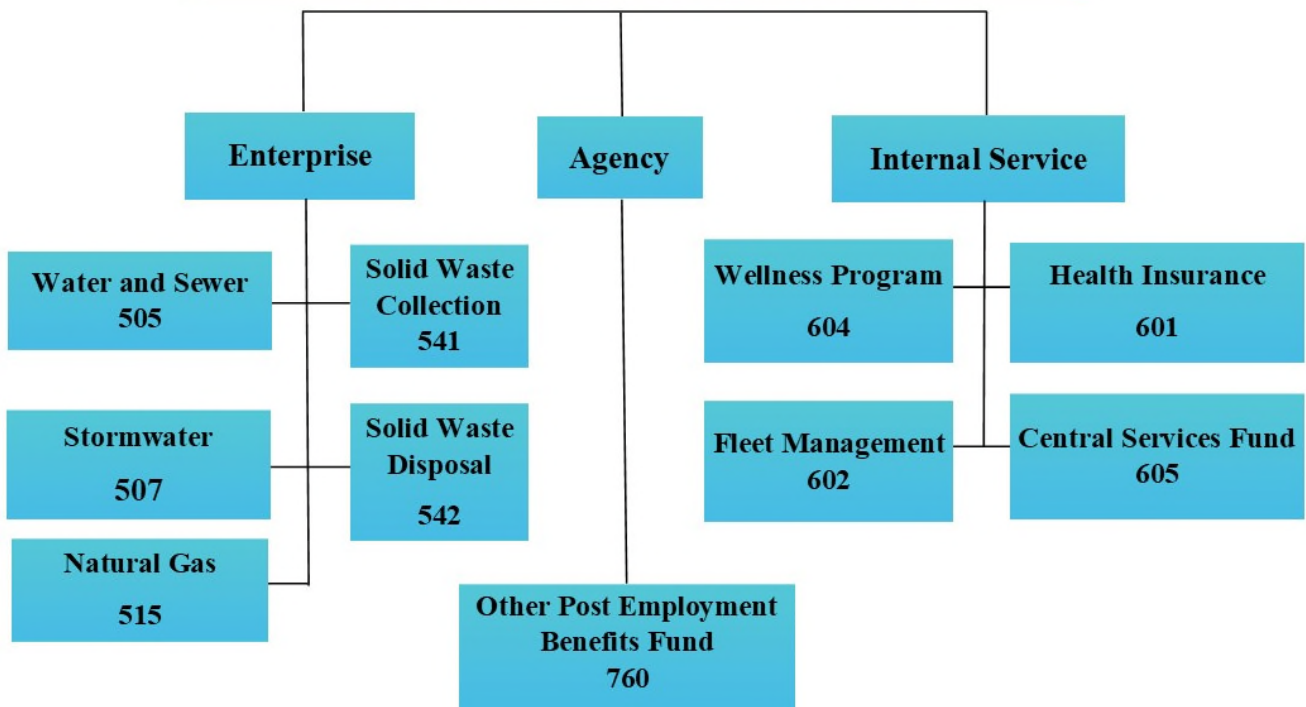 Enterprise
Agency
Internal Service
Water and Sewer
505
Solid Waste
Collection
541
Wellness Program
604
Health Insurance
601
Stormwater
507
Solid Waste
Disposal
542
Fleet Management
602
Central Services Fund
605
Natural Gas
515
Other Post Employment
Benefits Fund
760